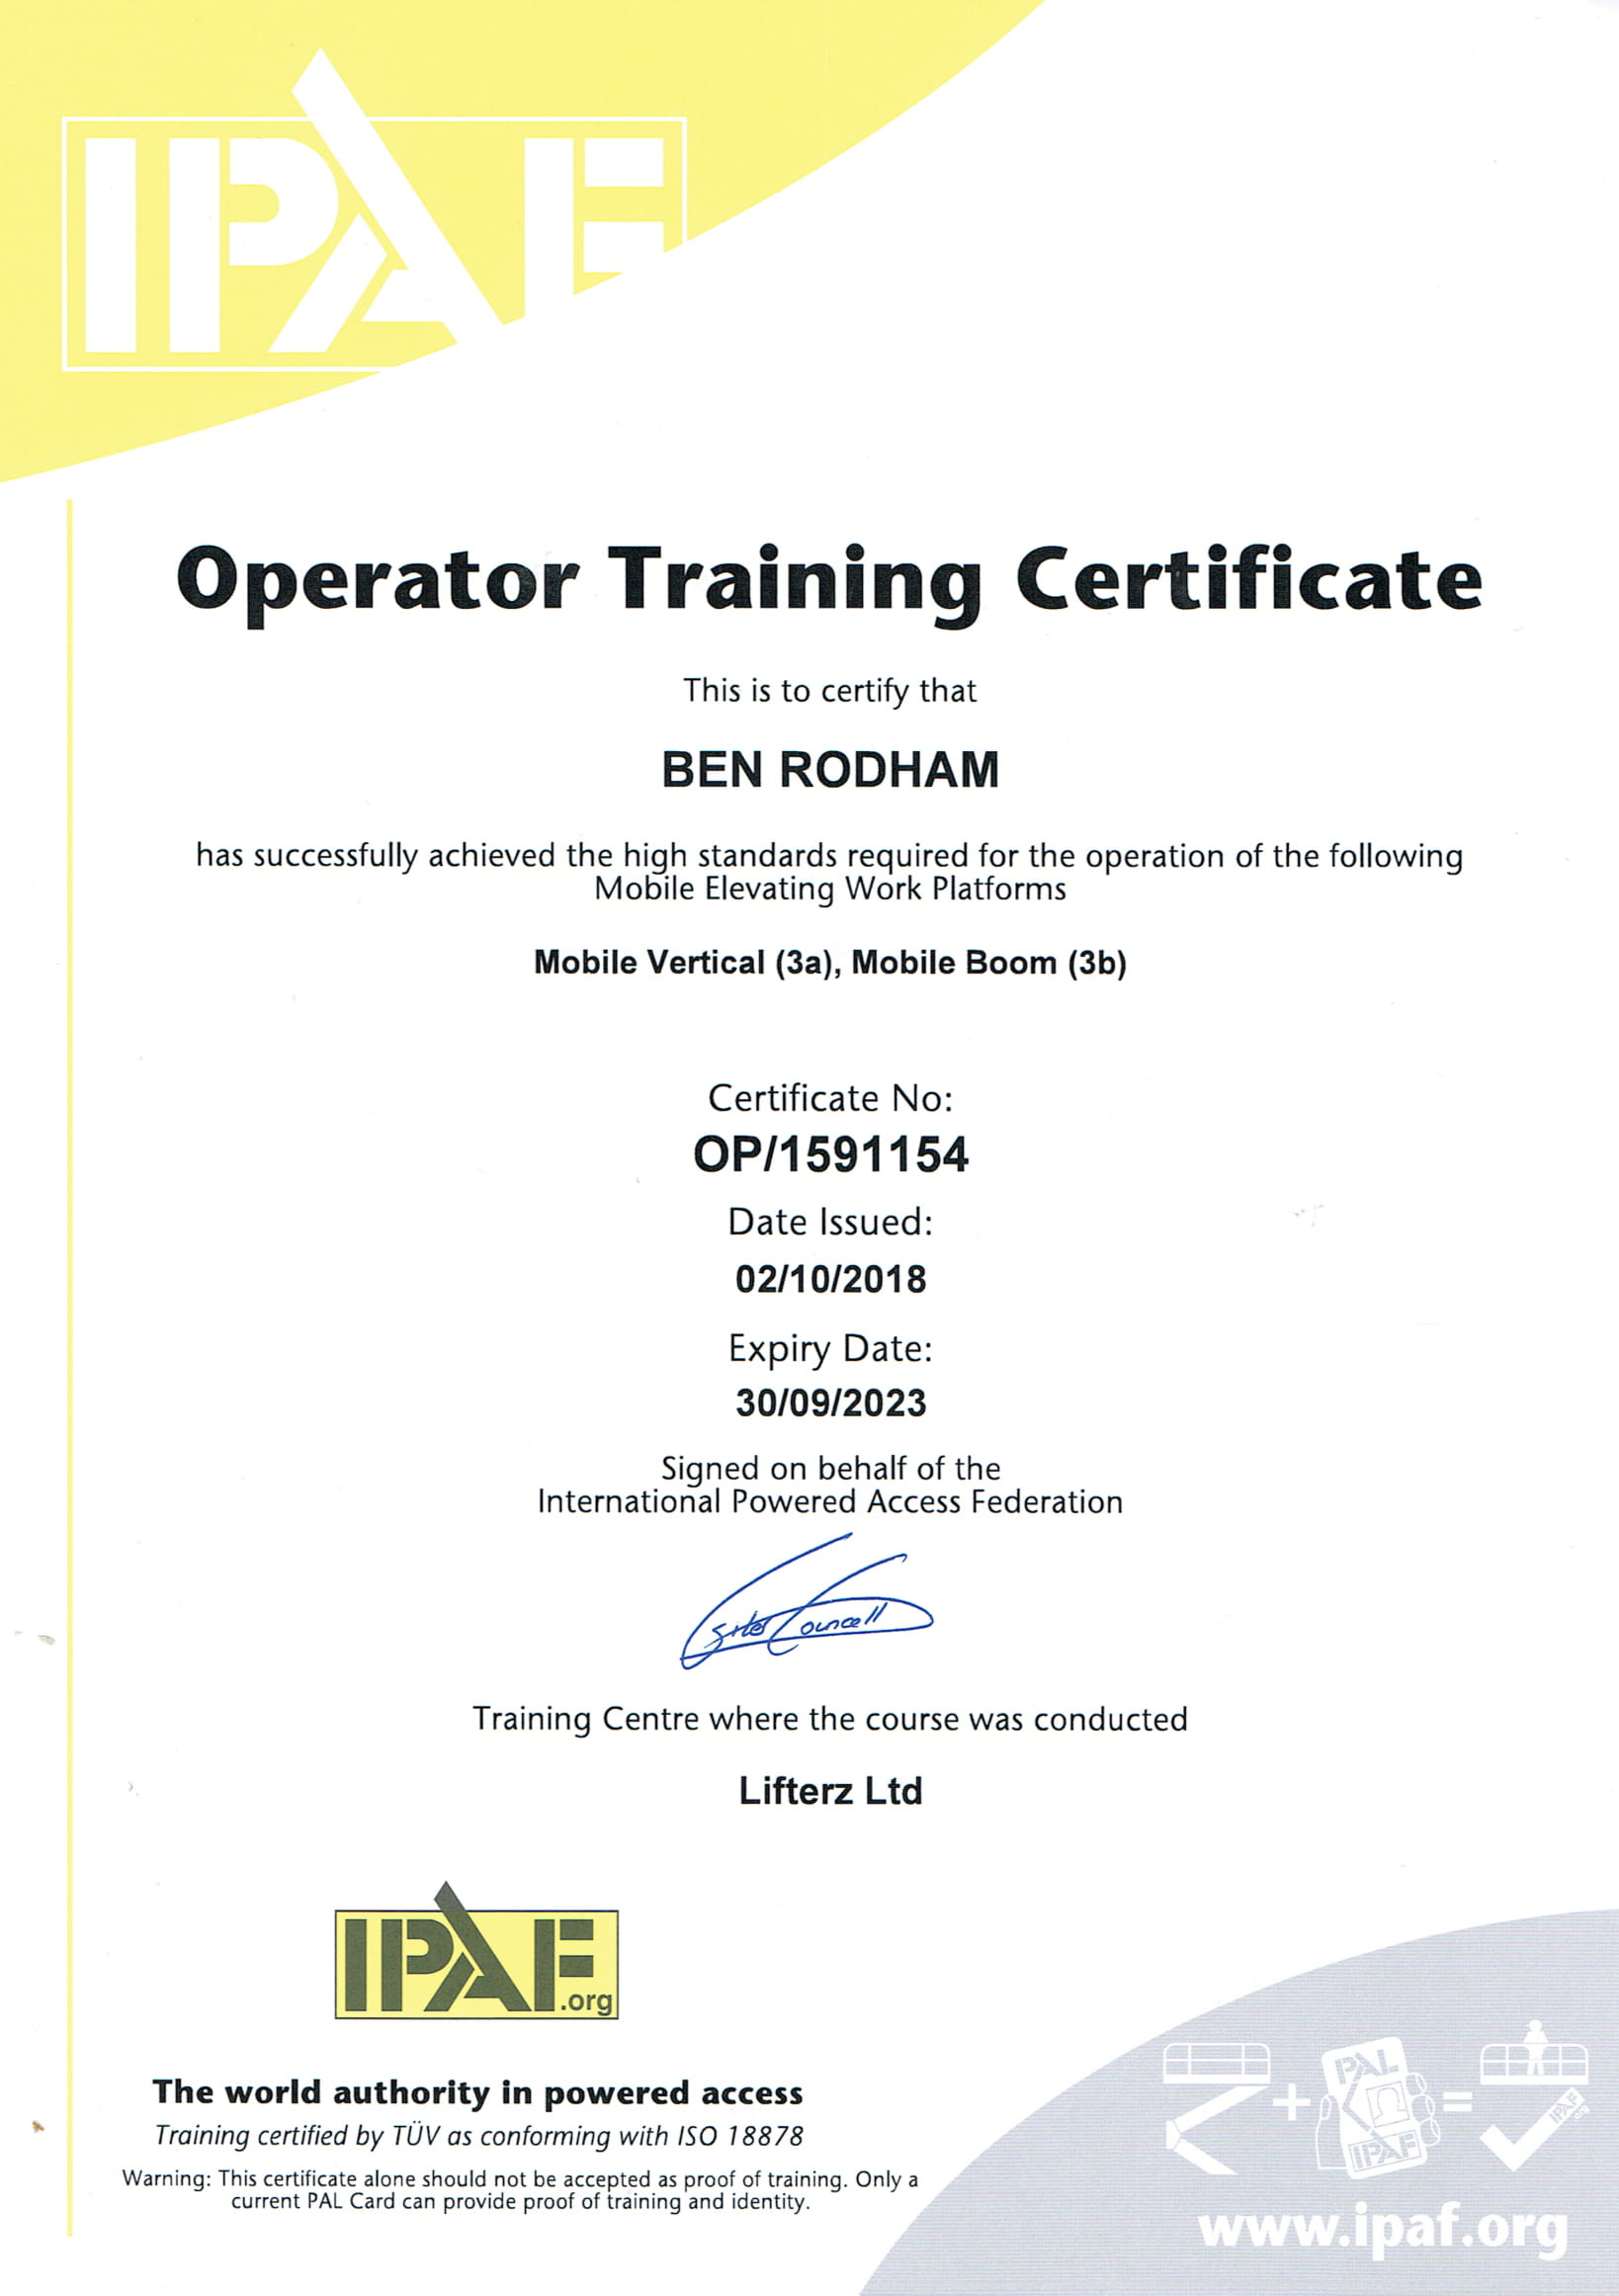 IPAF
Operator Training Certificate
This is to certify that
BEN RODHAM
has successfully achieved the high standards required for the operation of the following
Mobile Elevating Work Platforms
Mobile Vertical (3a), Mobile Boom (3b)
Certificate No:
OP/1591154
Date Issued:
02/10/2018
Expiry Date:
30/09/2023
Signed on behalf of the
International Powered Access Federation
Training Centre where the course was conducted
Lifterz Ltd
IPAF.org
The world authority in powered access
Training certified by TÜV as conforming with ISO 18878
Warning: This certificate alone should not be accepted as proof of training. Only a
current PAL Card can provide proof of training and identity.
PAL
IPAF
+
=
IPAF
www.ipaf.org